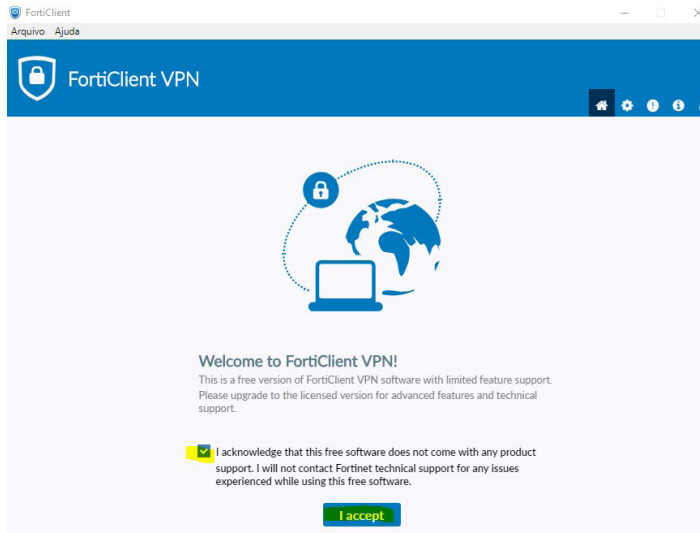 FortiClient
Arquivo Ajuda
FortiClient VPN
Welcome to FortiClient VPN!
This is a free version of FortiClient VPN software with limited feature support.
Please upgrade to the licensed version for advanced features and technical
support.
I acknowledge that this free software does not come with any product
support. I will not contact Fortinet technical support for any issues
experienced while using this free software.
I accept